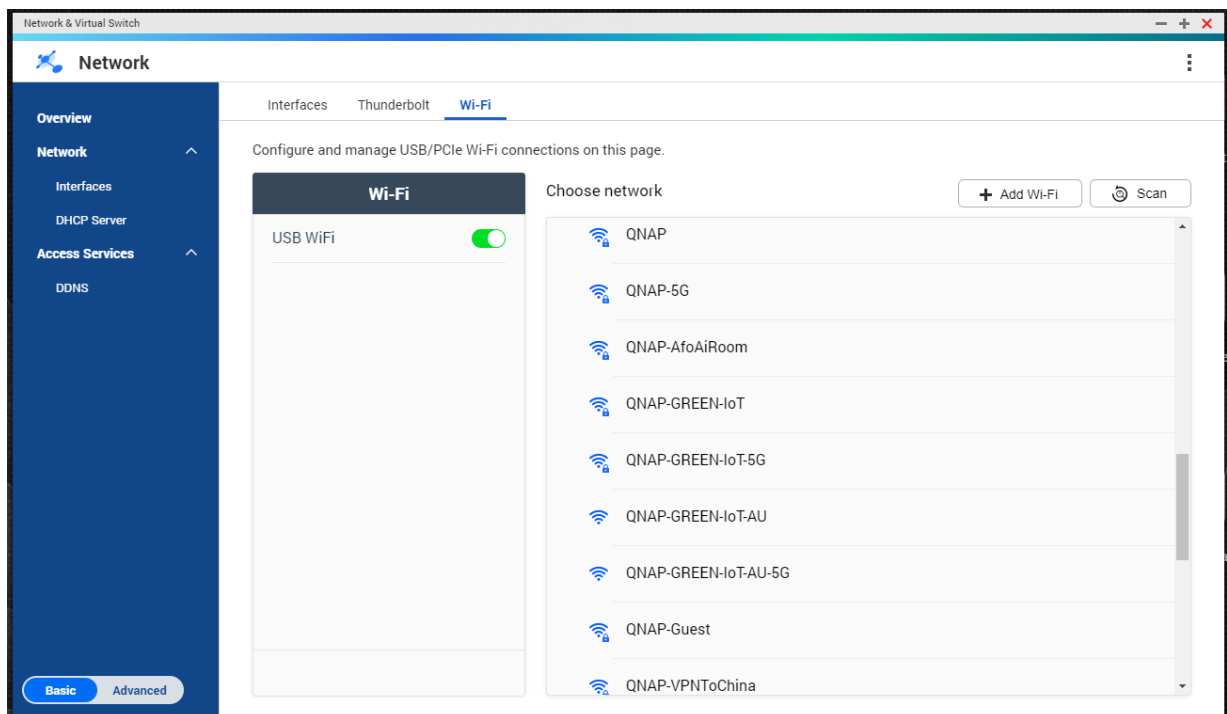 Network & Virtual Switch
Network
Overview
Network
Interfaces
DHCP Server
Access Services
DDNS
Basic Advanced
Interfaces Thunderbolt Wi-Fi
Configure and manage USB/PCIe Wi-Fi connections on this page.
Wi-Fi
USB WiFi
Choose network
+ Add Wi-Fi Scan
QNAP
QNAP-5G
QNAP-AfoAiRoom
QNAP-GREEN-IoT
QNAP-GREEN-IoT-5G
QNAP-GREEN-IoT-AU
QNAP-GREEN-IoT-AU-5G
QNAP-Guest
QNAP-VPNToChina